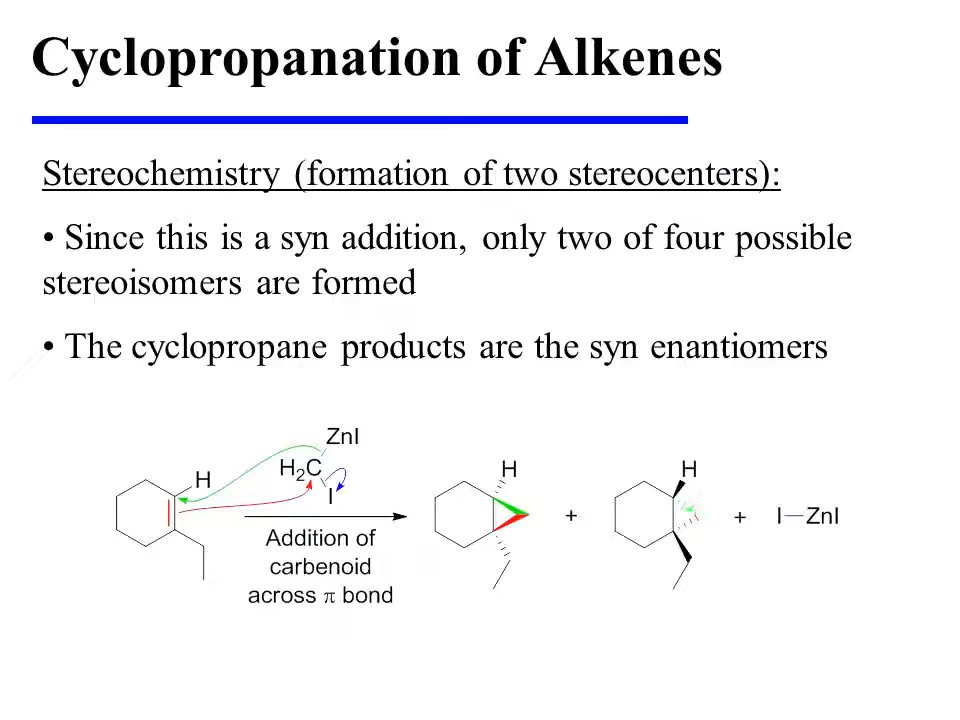 Cyclopropanation of Alkenes
Stereochemistry (formation of two stereocenters):
• Since this is a syn addition, only two of four possible
stereoisomers are formed
• The cyclopropane products are the syn enantiomers
ZnI
H₂C
I
H
Addition of
carbenoid
across π bond
H
+
H
+
I—ZnI